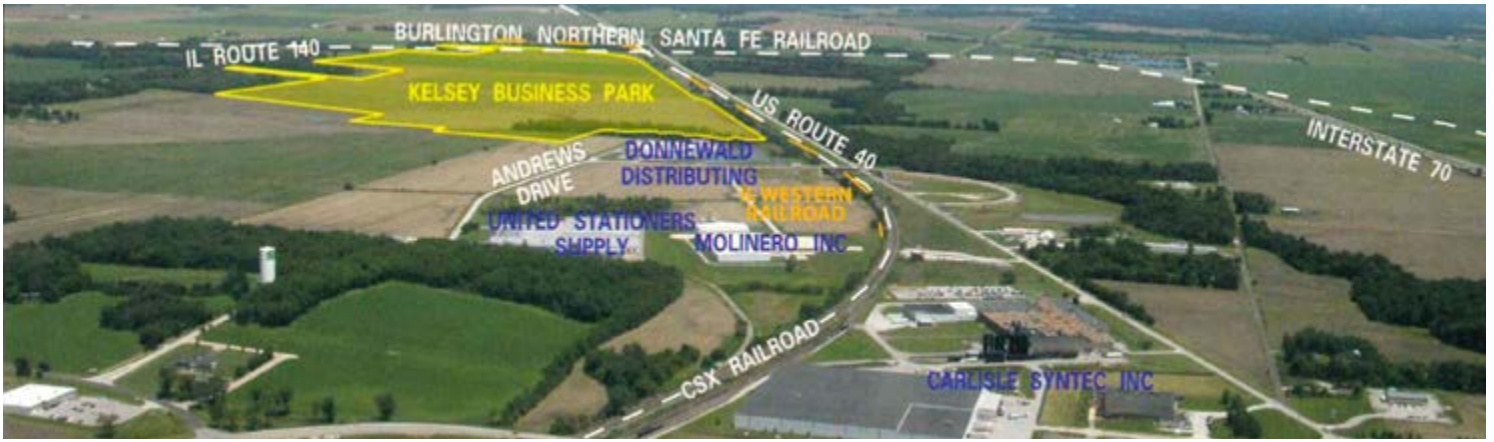 BURLINGTON NORTHERN SANTA FE RAILROAD
IL ROUTE 140
KELSEY BUSINESS PARK
US ROUTE 40
INTERSTATE 70
ANDREWS
DRIVE
DONNEWALD
DISTRIBUTING
WESTERN
RAILROAD
UNITED STATIONERS
SUPPLY
MOLINERO INC
CSX RAILROAD
CARLISLE SYNTEC INC